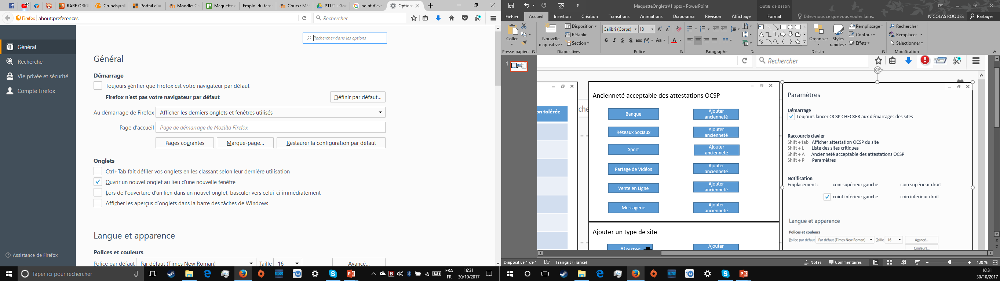 RARE ORIG
Crunchyrol
Portail d'au
Moodle: Ch
Maquette o
Emploi du temp
Cours : M33
PTUT - Goo
point d'excl
Options
Firefox
about:preferences
Rechercher
Rechercher dans les options
Général
Recherche
Vie privée et sécurité
Compte Firefox
Assistance de Firefox
Général
Démarrage
Toujours vérifier que Firefox est votre navigateur par défaut
Firefox n'est pas votre navigateur par défaut
Définir par défaut...
Au démarrage de Firefox
Afficher les derniers onglets et fenêtres utilisés
Page d'accueil
Page de démarrage de Mozilla Firefox
Pages courantes
Marque-page...
Restaurer la configuration par défaut
Onglets
Ctrl+Tab fait défiler vos onglets en les classant selon leur dernière utilisation
Ouvrir un nouvel onglet au lieu d'une nouvelle fenêtre
Lors de l'ouverture d'un lien dans un nouvel onglet, basculer vers celui-ci immédiatement
Afficher les aperçus d'onglets dans la barre des tâches de Windows
Langue et apparence
Polices et couleurs
Police par défaut
Par défaut (Times New Roman)
Taille
16
Avancé...
Taper ici pour rechercher
FRA
FR
16:31
30/10/2017
MaquetteOngletsV1.pptx - PowerPoint
Outils de dessin
Fichier
Accueil
Insertion
Création
Transitions
Animations
Diaporama
Révision
Affichage
Format
Dites-nous ce que vous voulez faire..
NICOLAS ROQUES
Partager
Coller
Presse-papiers
Nouvelle
diapositive
Disposition
Rétablir
Section
Diapositives
Calibri (Corps)
18
G I S S abc AV Aa A
Police
Paragraphe
Organiser
Styles
rapides
Remplissage
Contour
Effets
Dessin
Rechercher
Remplacer
Sélectionner
Modification
1
Rechercher
on tolérée
che
Ancienneté acceptable des attestations OCSP
Banque
Ajouter
ancienneté
Réseaux Sociaux
Ajouter
ancienneté
Sport
Ajouter
ancienneté
Partage de Vidéos
Ajouter
ancienneté
Vente en Ligne
Ajouter
ancienneté
Messagerie
Ajouter
ancienneté
Ajouter un type de site
Ajouter
Ajouter
Paramètres
Démarrage
Toujours lancer OCSP CHECKER aux démarrages des sites
Raccourcis clavier
Shift + tab Afficher attestation OCSP du site
Shift + L Liste des sites critiques
Shift + A Ancienneté acceptable des attestations OCSP
Shift + P Paramètres
Notification
Emplacement : coin supérieur gauche coin supérieur droit
coint inférieur gauche coin inférieur droit
Langue et apparence
Polices et couleurs
Police par défaut
Par défaut (Times New Roman)
Taille
16
Avancé...
Couleurs...
Diapositive 1 de 1
Français (France)
Notes
Commentaires
130 %
16:31
30/10/2017